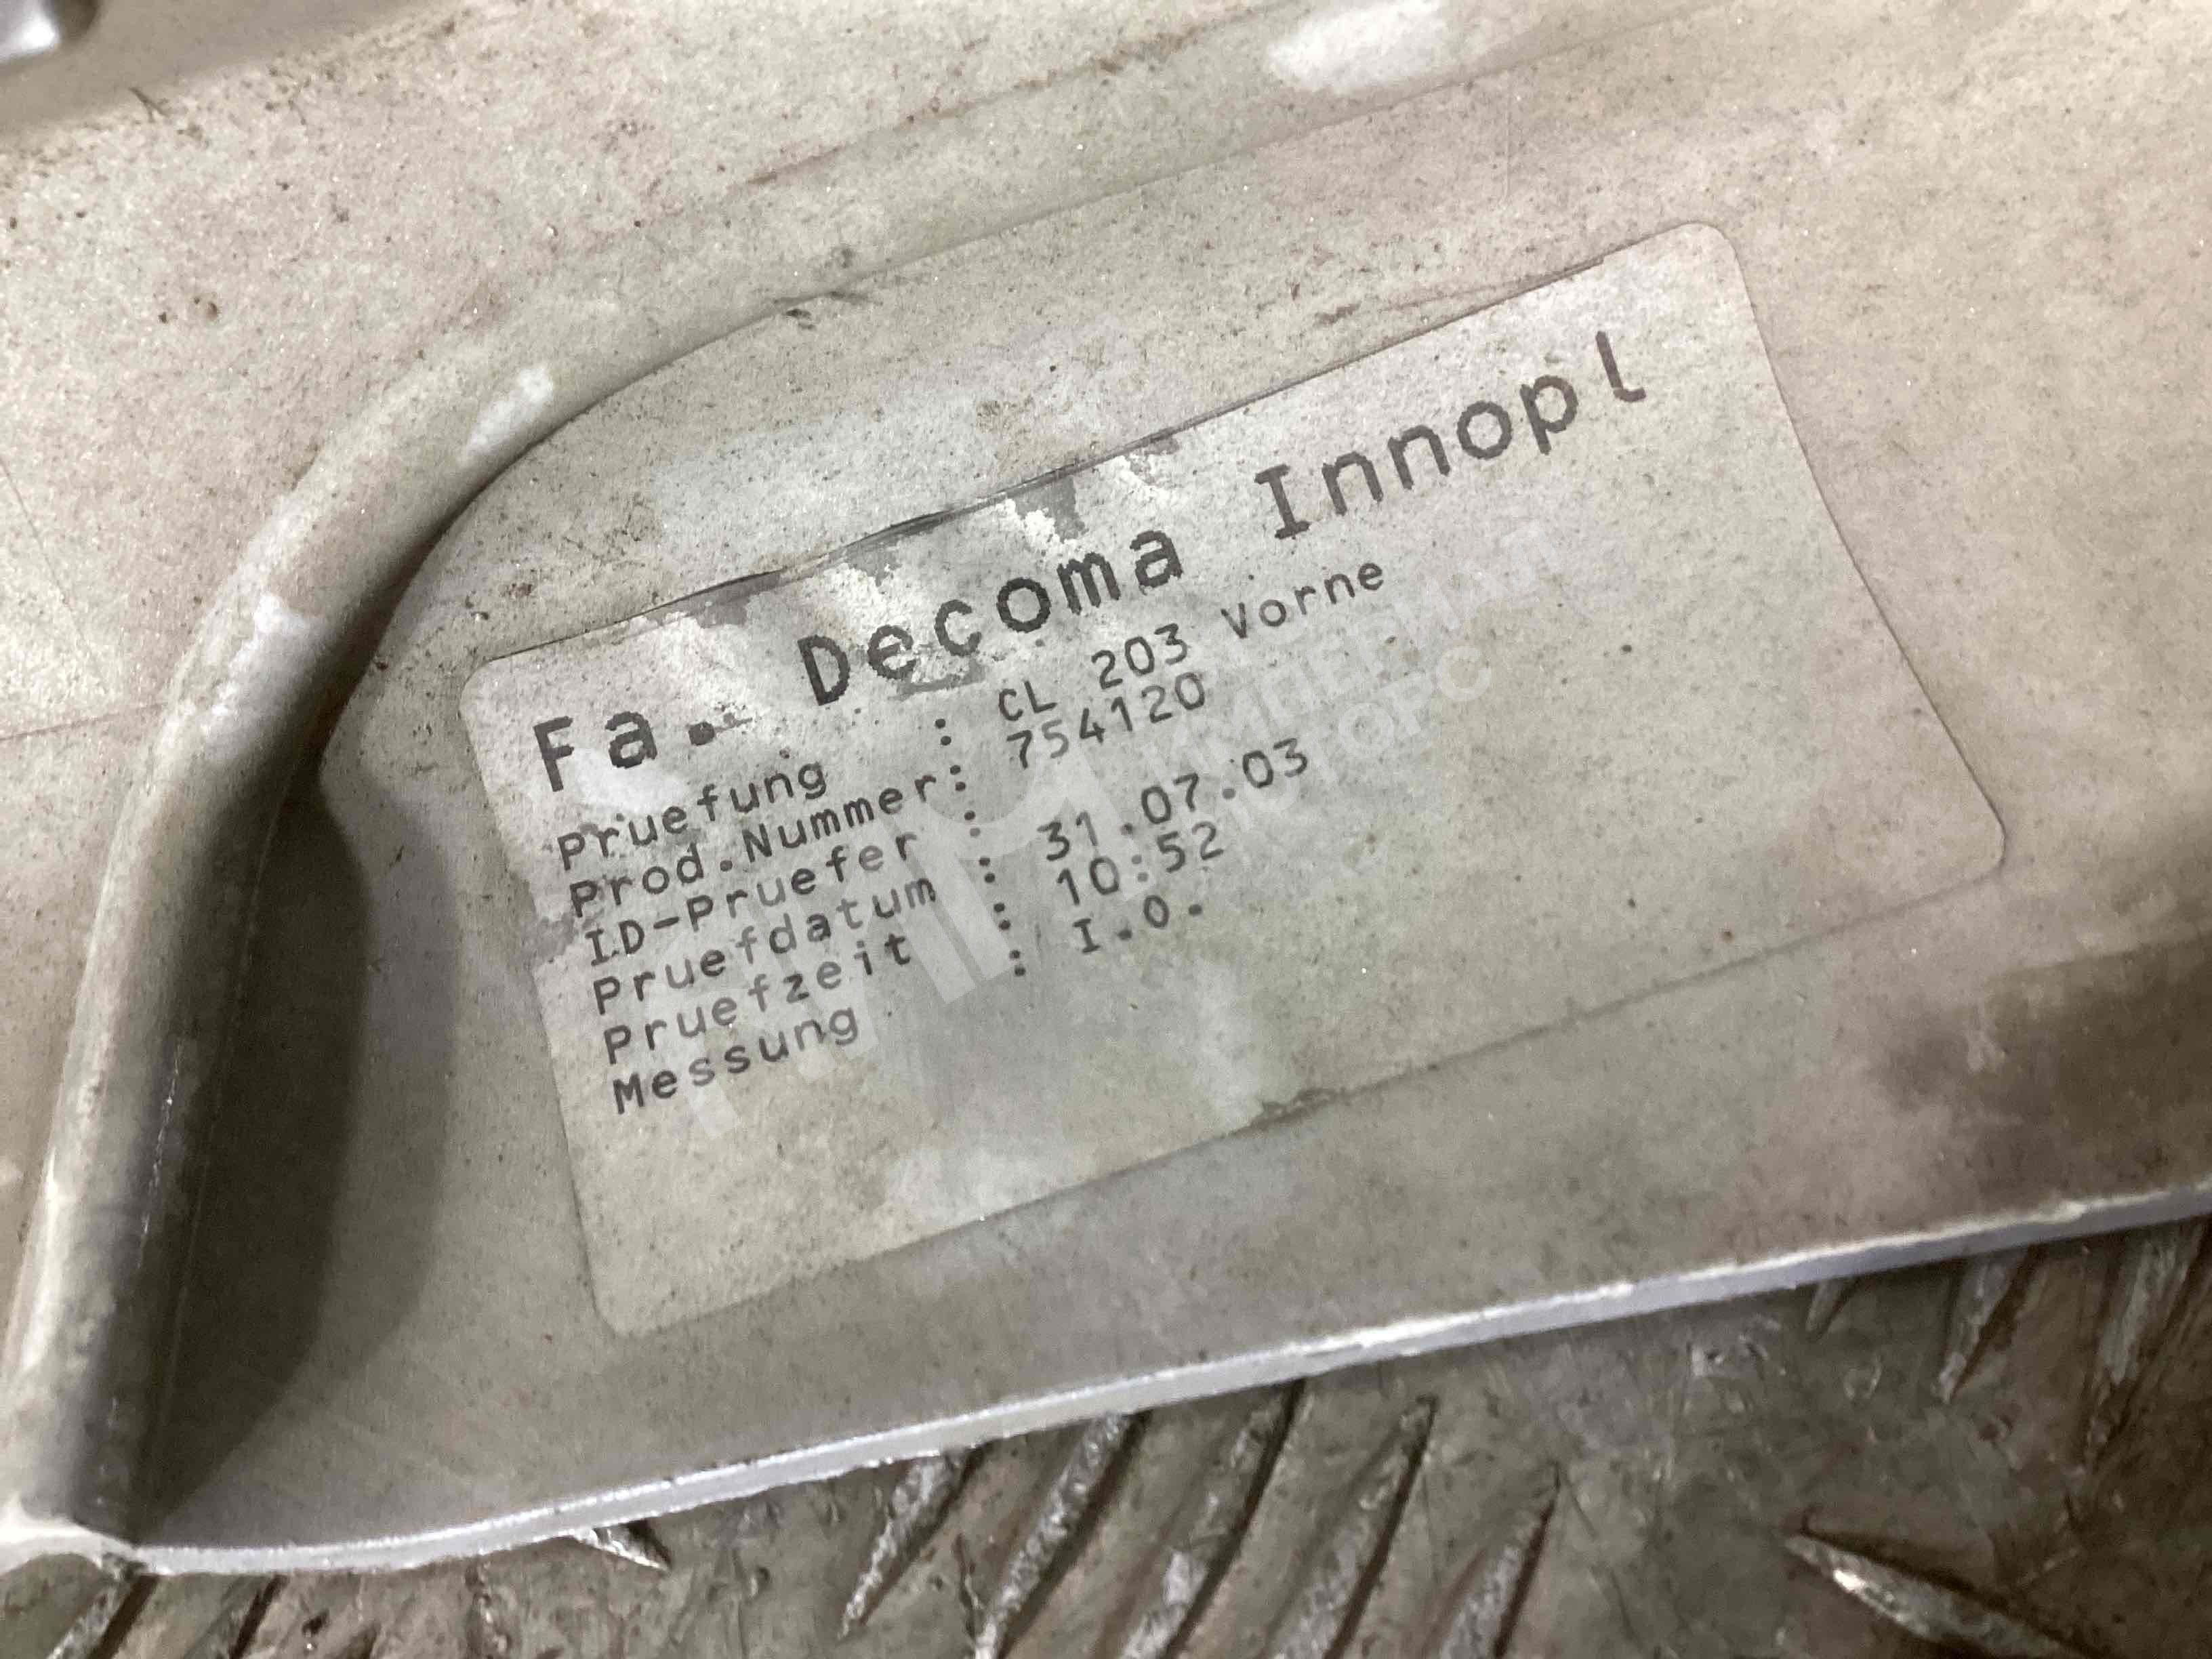 Fa. Decoma Innopl
Pruefung : CL 203 Vorne
Prod.Nummer: 754120
ID-Pruefer :
Pruefdatum : 31.07.03
Pruefzeit : 10:52
Messung : I.O.